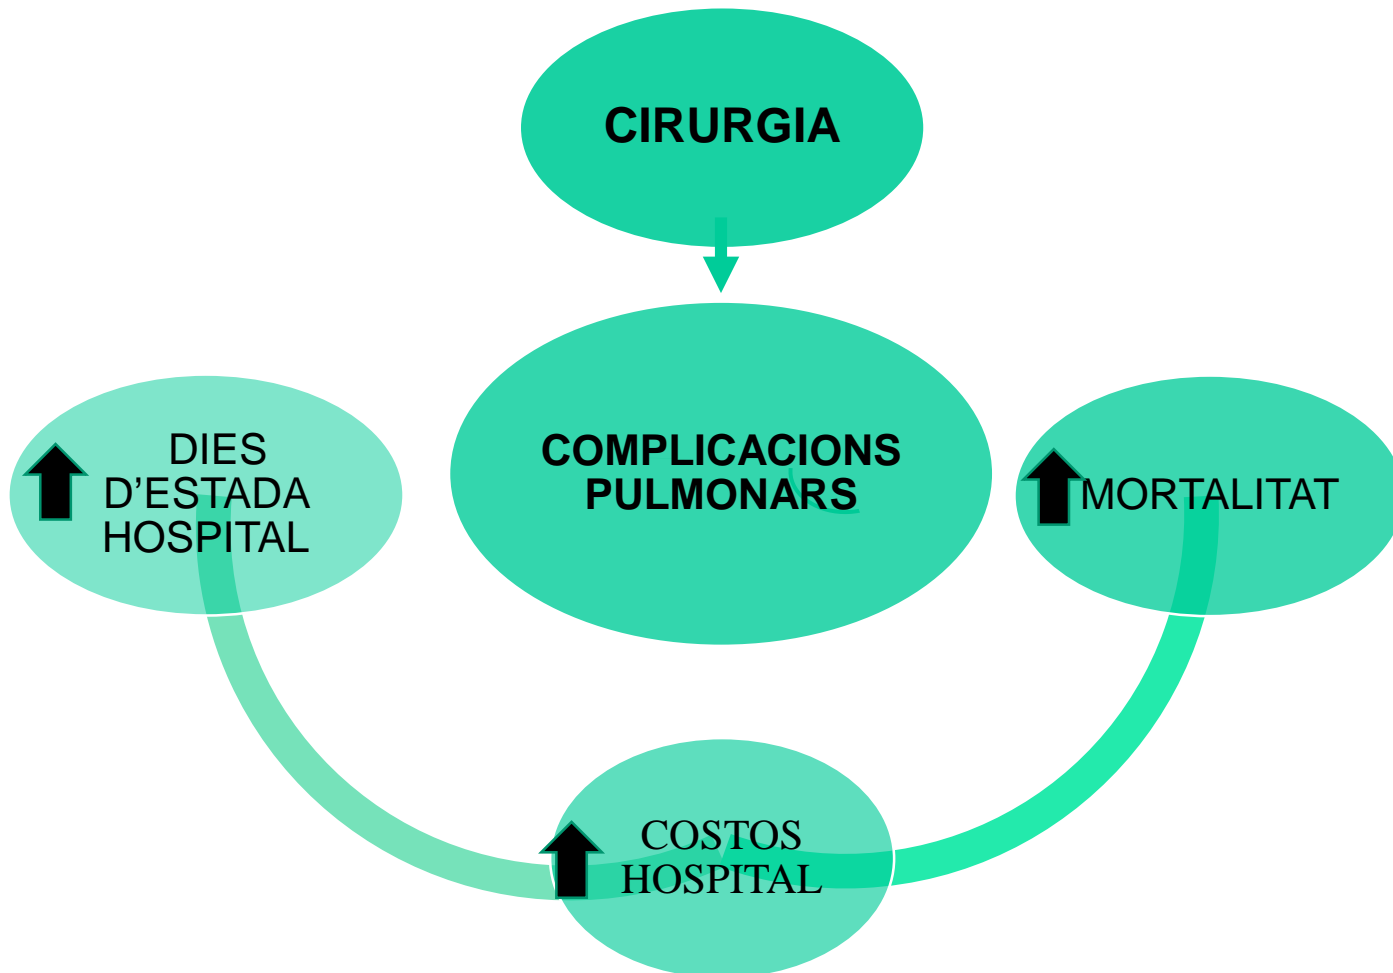 CIRURGIA
COMPLICACIONS
PULMONARS
DIES
D'ESTADA
HOSPITAL
MORTALITAT
COSTOS
HOSPITAL